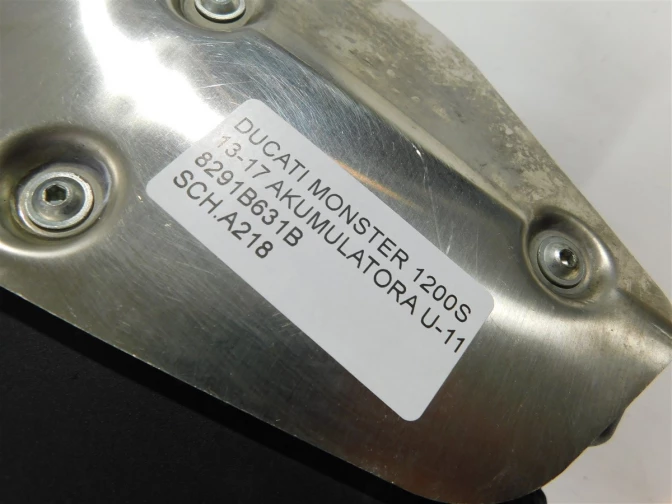 DUCATI MONSTER 1200S
13-17 AKUMULATORA U-11
8291B631B
SCH.A218